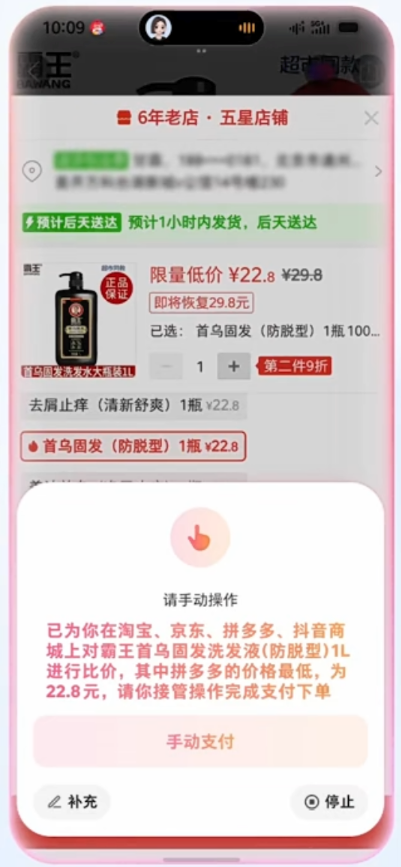 10:09
5G
霸王
BAWANG
超市同款
6年老店 · 五星店铺
预计后天送达 预计1小时内发货，后天送达
霸王
超市同款
正品
保证
首乌固发洗发水大瓶装1L
限量低价 ¥22.8 ¥29.8
即将恢复29.8元
已选： 首乌固发（防脱型）1瓶 100...
1
第二件9折
去屑止痒（清新舒爽）1瓶 ¥22.8
首乌固发（防脱型）1瓶 ¥22.8
请手动操作
已为你在淘宝、京东、拼多多、抖音商
城上对霸王首乌固发洗发液(防脱型)1L
进行比价，其中拼多多的价格最低，为
22.8元，请你接管操作完成支付下单
手动支付
补充
停止